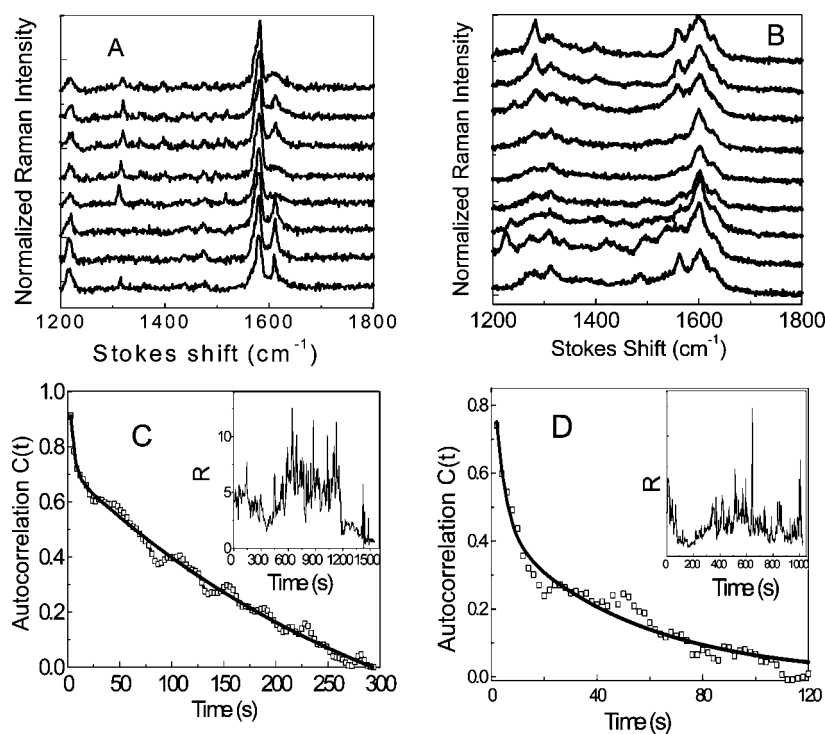 A
Normalized Raman Intensity
1200 1400 1600 1800
Stokes shift (cm⁻¹)
B
Normalized Raman Intensity
1200 1400 1600 1800
Stokes Shift (cm⁻¹)
C
Autocorrelation C(t)
1.0
0.8
0.6
0.4
0.2
0.0
0 50 100 150 200 250 300
Time (s)
R
10
5
0
0 300 600 900 1200 1500
Time (s)
D
Autocorrelation C(t)
0.8
0.6
0.4
0.2
0.0
0 40 80 120
Time (s)
R
0 200 400 600 800 1000
Time (s)